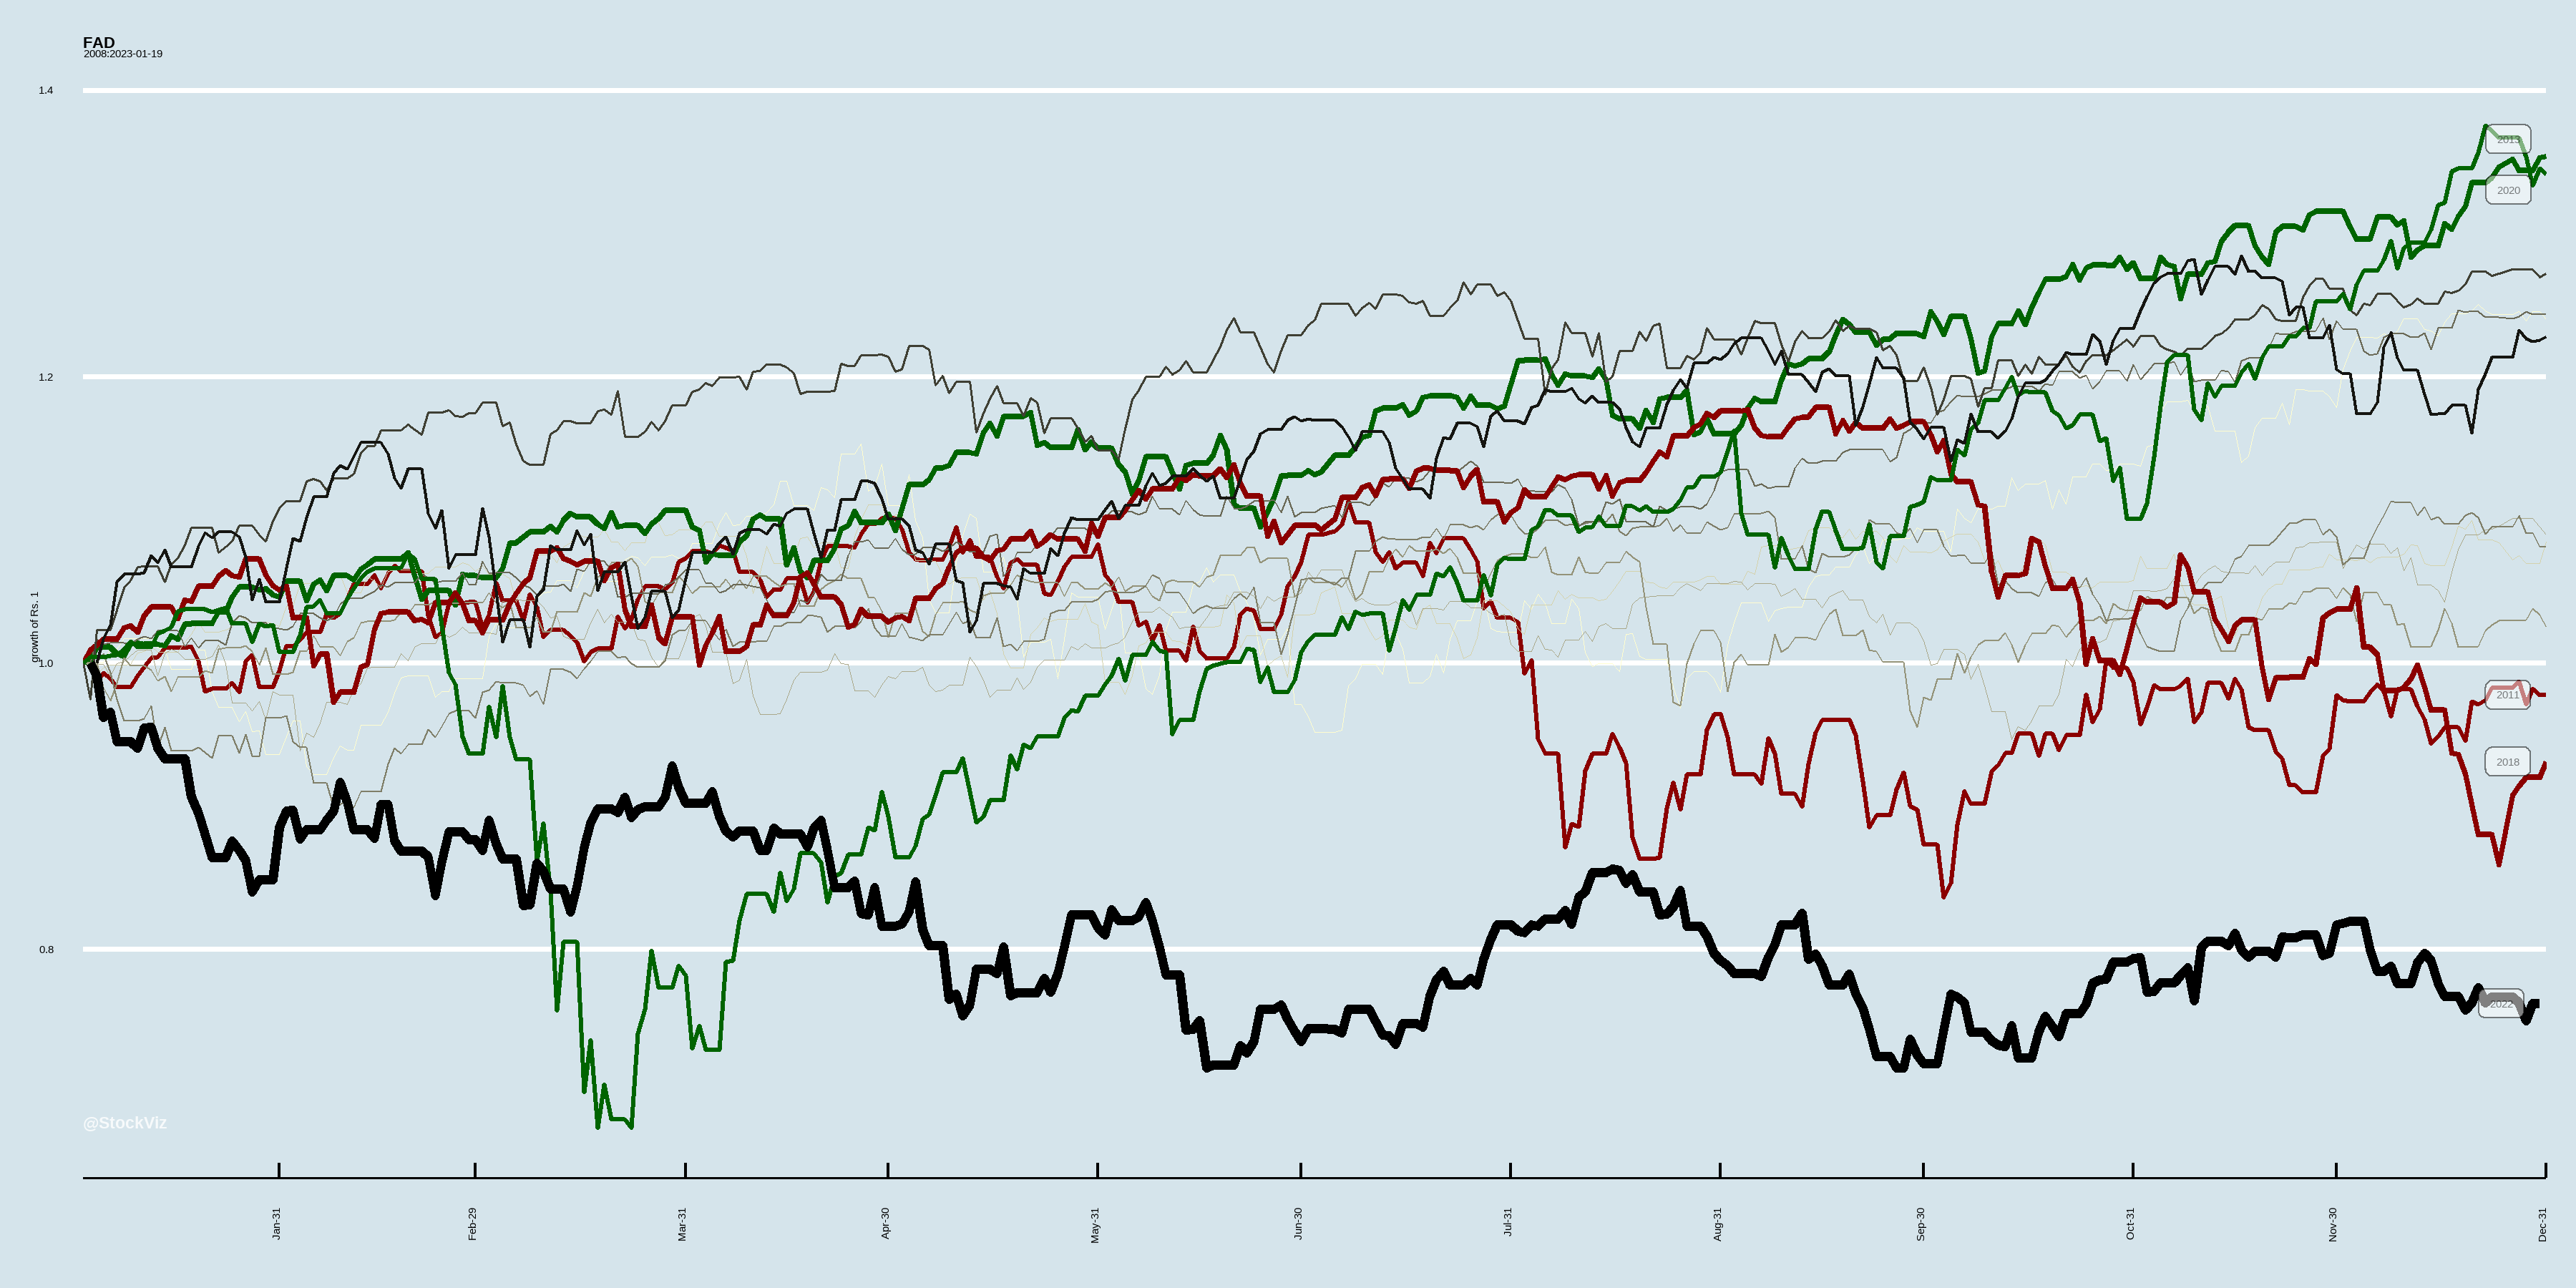 FAD
2008:2023-01-19
1.4
1.2
1.0
0.8
growth of Rs. 1
2020
2011
2018
2022
@StockViz
Jan-31
Feb-29
Mar-31
Apr-30
May-31
Jun-30
Jul-31
Aug-31
Sep-30
Oct-31
Nov-30
Dec-31